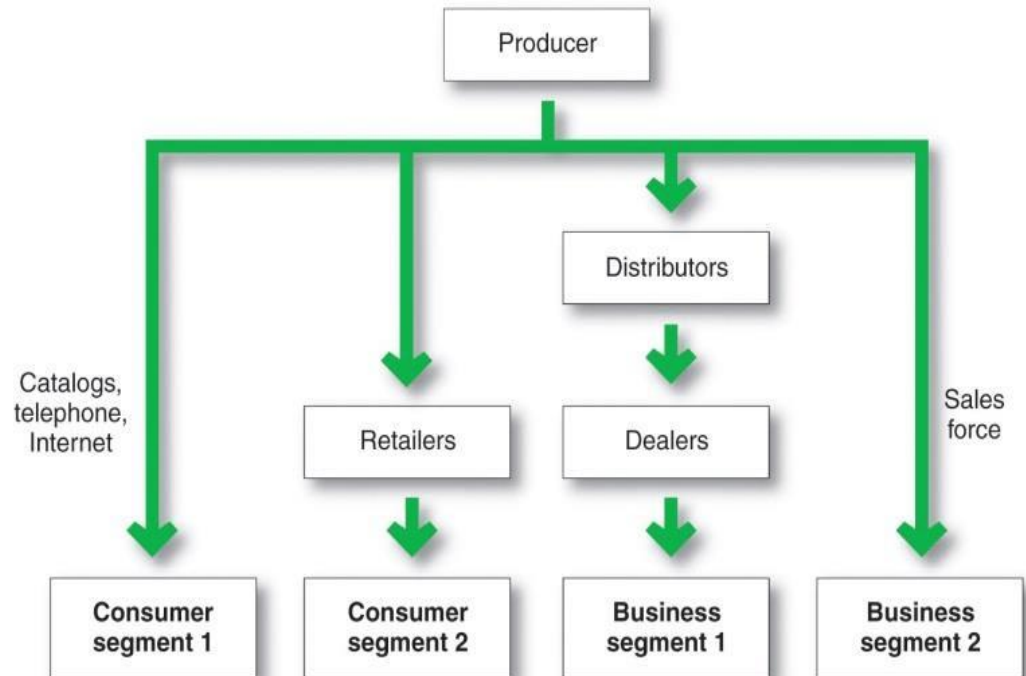 Producer
Distributors
Catalogs,
telephone,
Internet
Retailers
Dealers
Sales
force
Consumer
segment 1
Consumer
segment 2
Business
segment 1
Business
segment 2